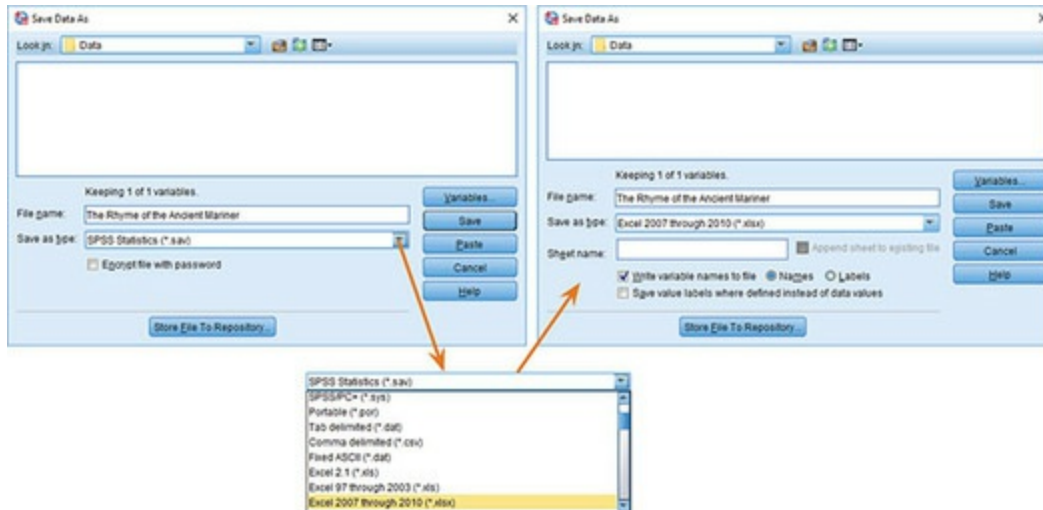 Save Data As
Look in: Data
Keeping 1 of 1 variables.
File name: The Rhyme of the Ancient Mariner
Save as type: SPSS Statistics (*.sav)
Encrypt file with password
Variables...
Save
Paste
Cancel
Help
Store File To Repository...
Save Data As
Look in: Data
Keeping 1 of 1 variables.
File name: The Rhyme of the Ancient Mariner
Save as type: Excel 2007 through 2010 (*.xlsx)
Sheet name:
Append sheet to existing file
Write variable names to file Names Labels
Save value labels where defined instead of data values
Variables...
Save
Paste
Cancel
Help
Store File To Repository...
SPSS Statistics (*.sav)
SPSS/PC+ (*.sys)
Portable (*.por)
Tab delimited (*.dat)
Comma delimited (*.csv)
Fixed ASCII (*.dat)
Excel 2.1 (*.xls)
Excel 97 through 2003 (*.xls)
Excel 2007 through 2010 (*.xlsx)